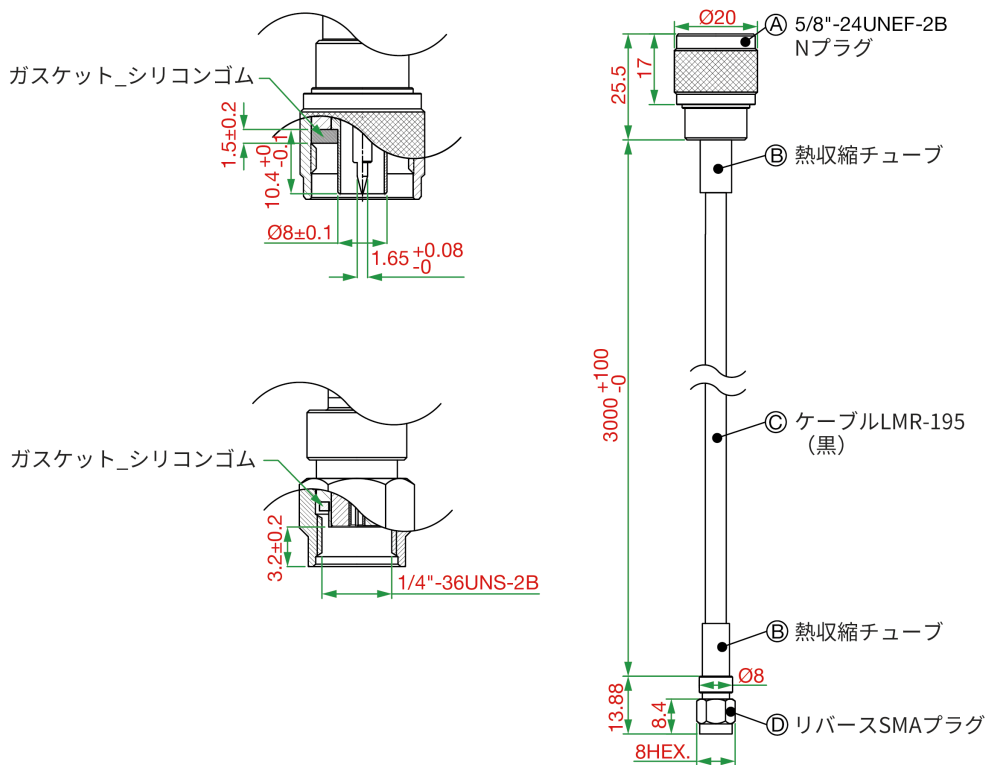 ガスケット_シリコンゴム
1.5±0.2
10.4 +0 -0.1
Ø8±0.1
1.65 +0.08 -0
ガスケット_シリコンゴム
3.2±0.2
1/4"-36UNS-2B
Ø20
A 5/8"-24UNEF-2B
Nプラグ
25.5
17
B 熱収縮チューブ
3000 +100 -0
C ケーブルLMR-195
（黒）
B 熱収縮チューブ
Ø8
13.88
8.4
D リバースSMAプラグ
8HEX.